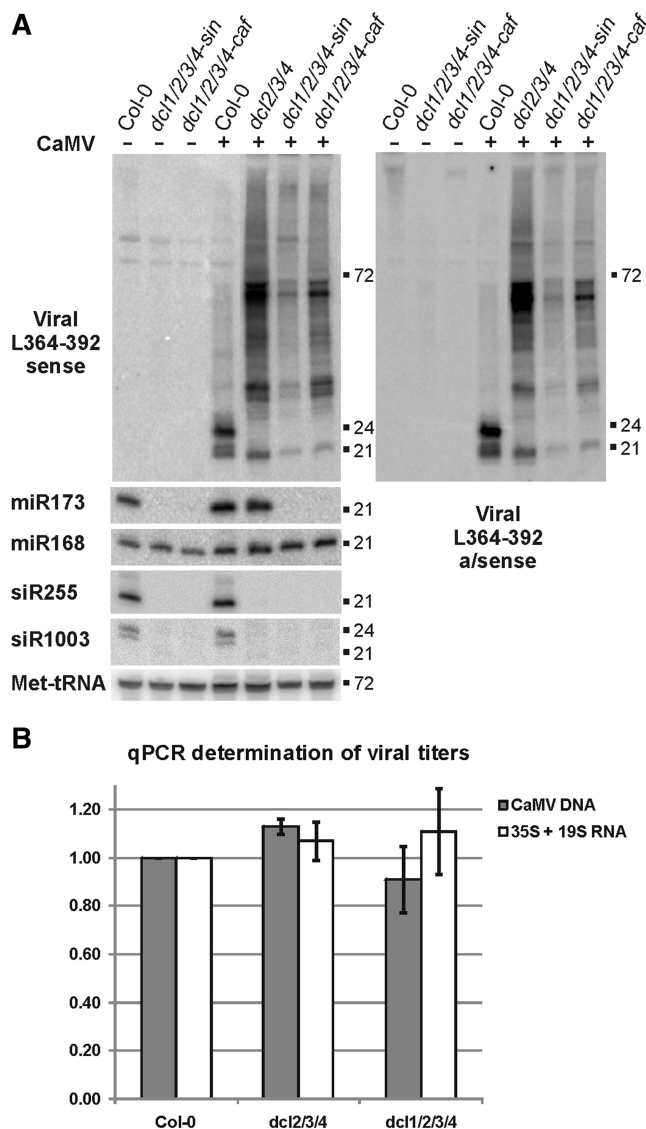 A
Col-0
dcl1/2/3/4-sin
dcl1/2/3/4-caf
Col-0
dcl2/3/4
dcl1/2/3/4-sin
dcl1/2/3/4-caf
Col-0
dcl1/2/3/4-sin
dcl1/2/3/4-caf
Col-0
dcl2/3/4
dcl1/2/3/4-sin
dcl1/2/3/4-caf
CaMV – – – + + + + – – – + + + +
72
72
Viral
L364-392
sense
24
24
21
21
miR173
21
Viral
L364-392
a/sense
miR168
21
siR255
21
siR1003
24
21
Met-tRNA
72
B
qPCR determination of viral titers
1.20
1.00
0.80
0.60
0.40
0.20
0.00
CaMV DNA
35S + 19S RNA
Col-0
dcl2/3/4
dcl1/2/3/4